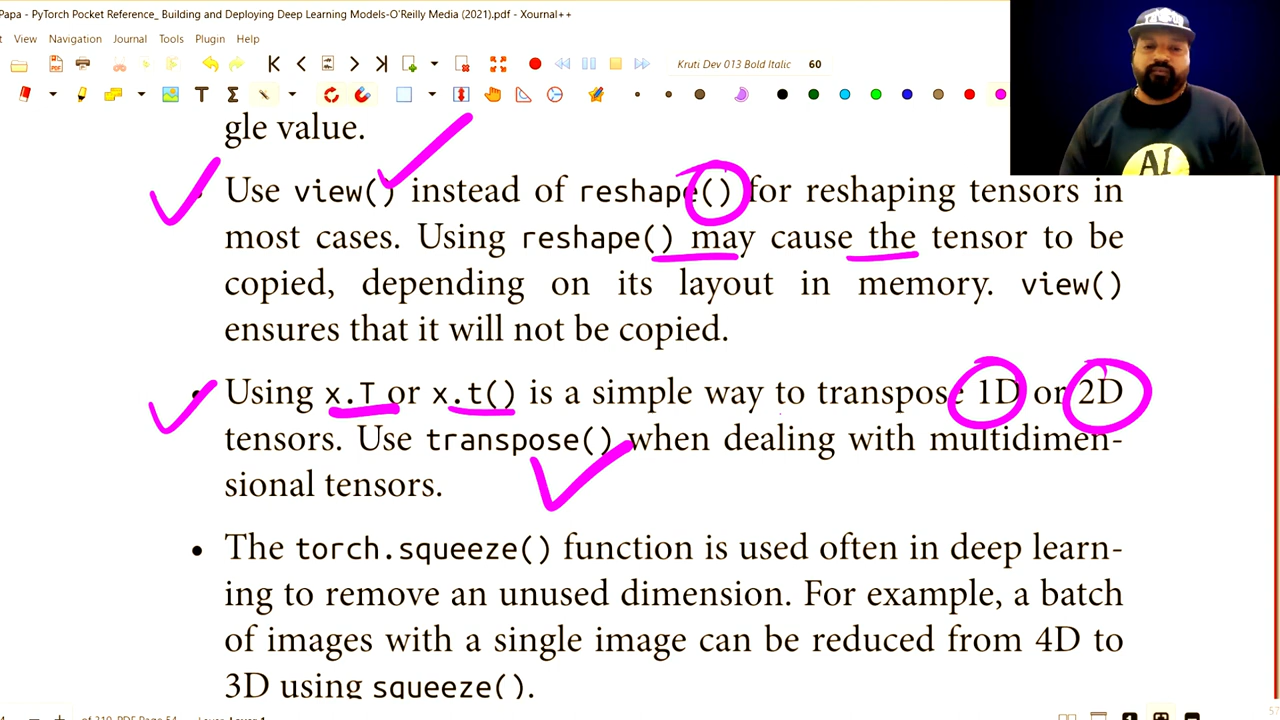 Papa - PyTorch Pocket Reference_ Building and Deploying Deep Learning Models-O'Reilly Media (2021).pdf - Xournal++
View Navigation Journal Tools Plugin Help
Kruti Dev 013 Bold Italic 60
AI
gle value.
• Use view() instead of reshape() for reshaping tensors in
most cases. Using reshape() may cause the tensor to be
copied, depending on its layout in memory. view()
ensures that it will not be copied.
• Using x.T or x.t() is a simple way to transpose 1D or 2D
tensors. Use transpose() when dealing with multidimen-
sional tensors.
• The torch.squeeze() function is used often in deep learn-
ing to remove an unused dimension. For example, a batch
of images with a single image can be reduced from 4D to
3D using squeeze().